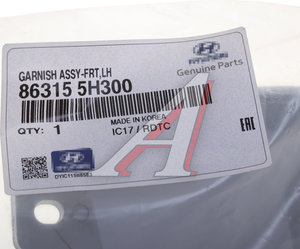 HYUNDAI
Genuine Parts
GARNISH ASSY-FRT,LH
86315 5H300
MADE IN KOREA
QTY: 1
IC17 / RDTC
EAC